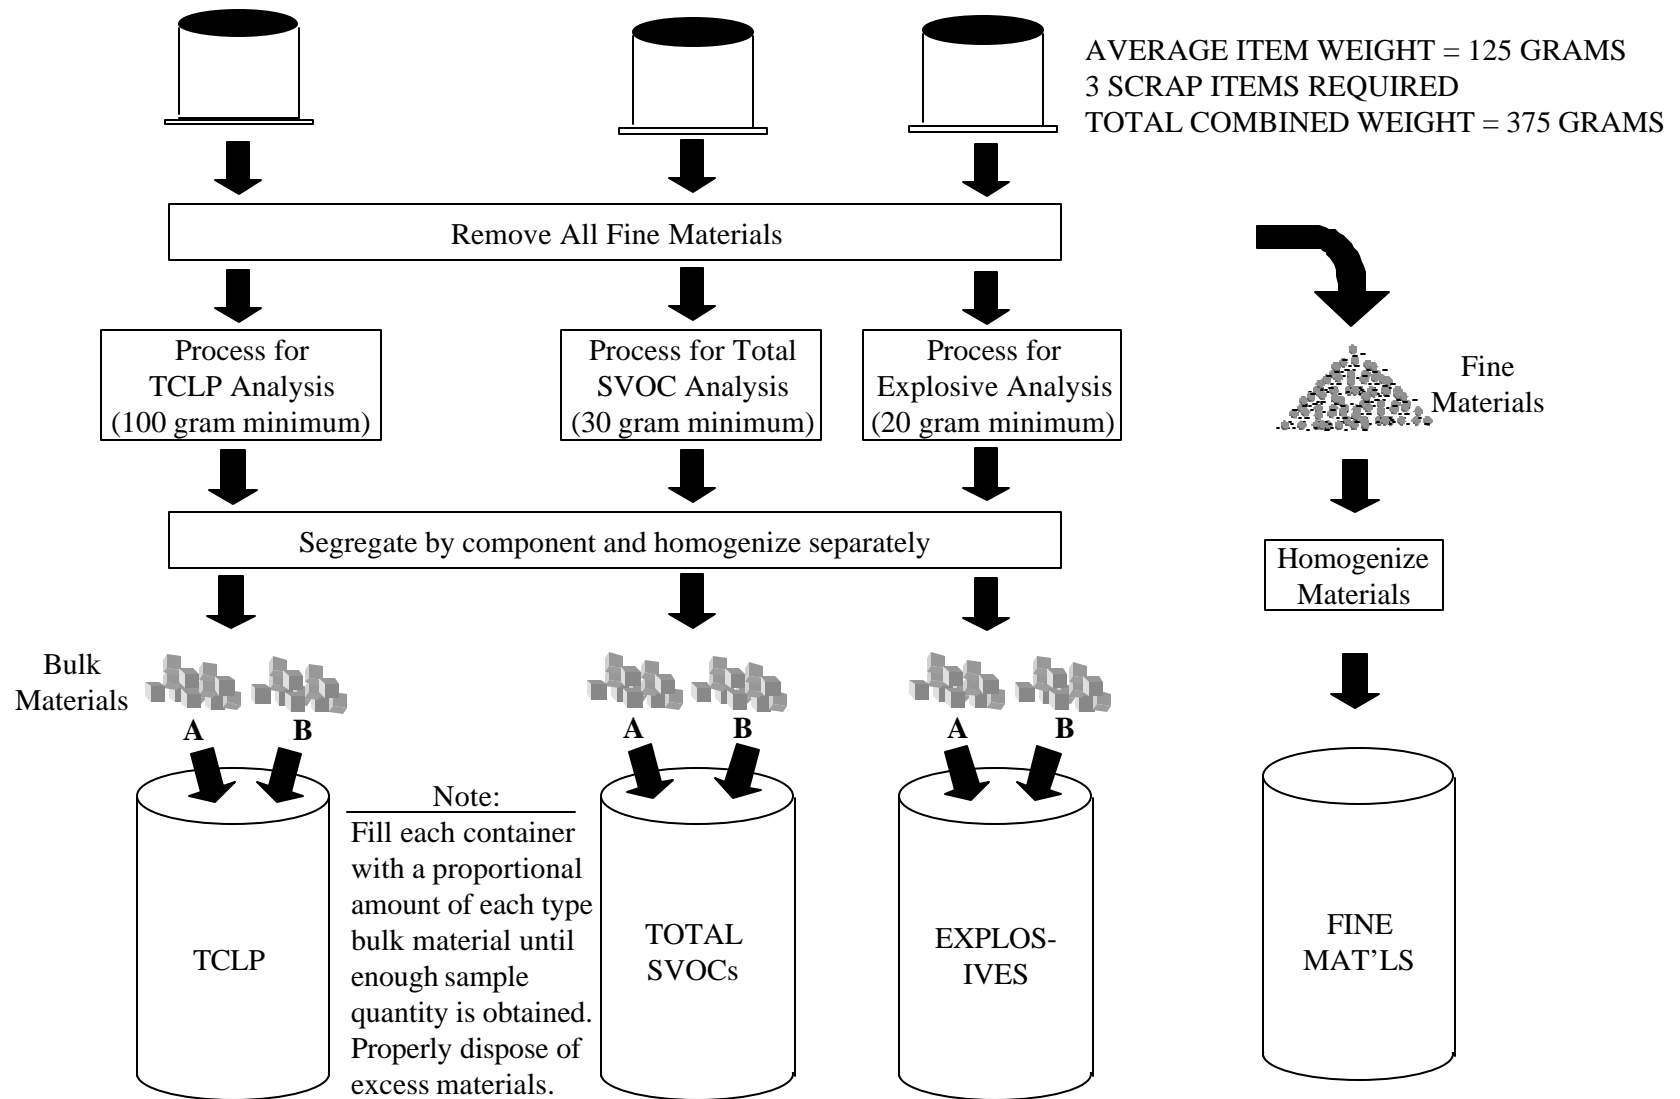 AVERAGE ITEM WEIGHT = 125 GRAMS
3 SCRAP ITEMS REQUIRED
TOTAL COMBINED WEIGHT = 375 GRAMS
Remove All Fine Materials
Process for
TCLP Analysis
(100 gram minimum)
Process for Total
SVOC Analysis
(30 gram minimum)
Process for
Explosive Analysis
(20 gram minimum)
Fine
Materials
Segregate by component and homogenize separately
Homogenize
Materials
Bulk
Materials
A
B
A
B
A
B
TCLP
Note:
Fill each container
with a proportional
amount of each type
bulk material until
enough sample
quantity is obtained.
Properly dispose of
excess materials.
TOTAL
SVOCs
EXPLOS-
IVES
FINE
MAT’LS